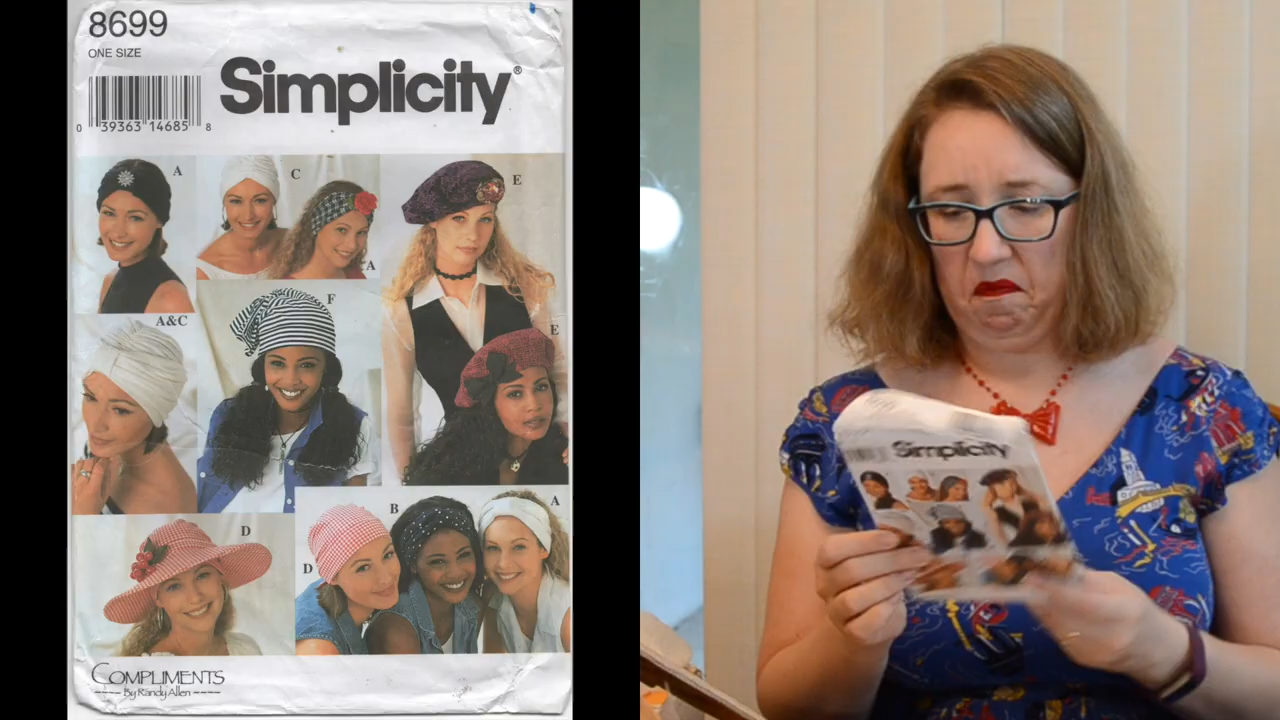 8699
ONE SIZE
Simplicity®
0 39363 14685 8
A
C
E
A
F
A&C
E
D
B
A
D
COMPLIMENTS
By Randy Allen
Simplicity